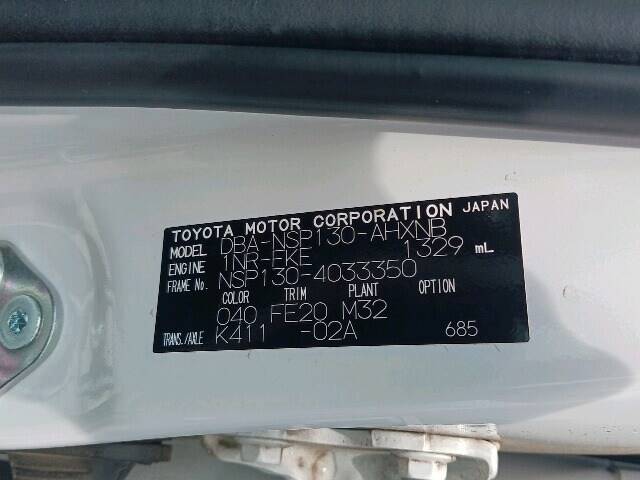 TOYOTA MOTOR CORPORATION JAPAN
MODEL DBA-NSP130-AHXNB
ENGINE 1NR-FKE 1329 mL
FRAME No. NSP130-4033350
COLOR TRIM PLANT OPTION
040 FE20 M32
TRANS./AXLE K411 -02A 685